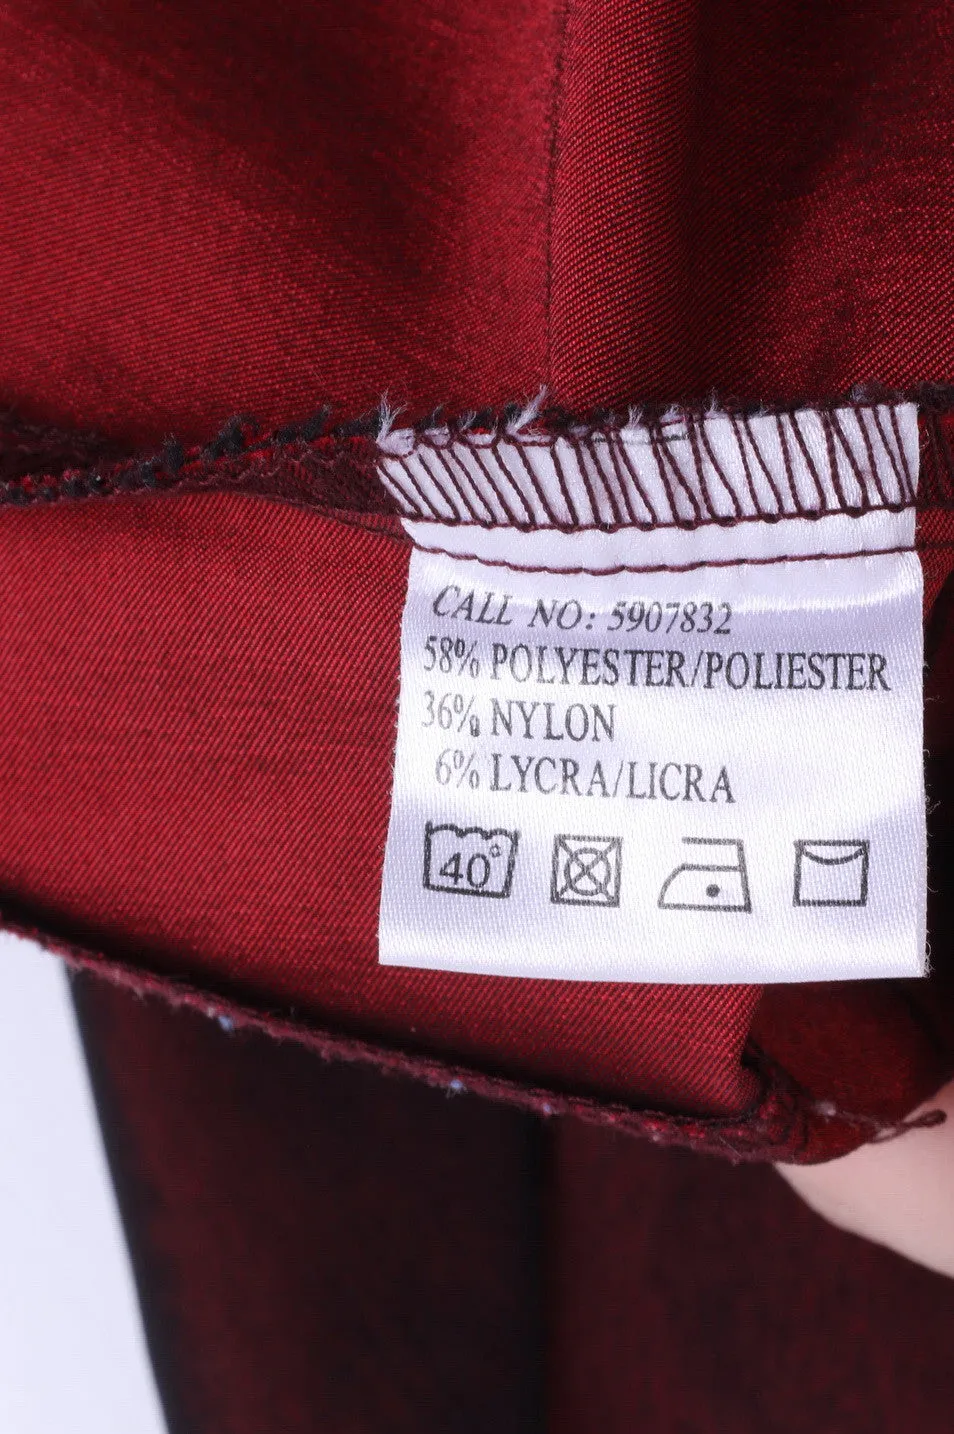 CALL NO: 5907832
58% POLYESTER/POLIESTER
36% NYLON
6% LYCRA/LICRA
40°